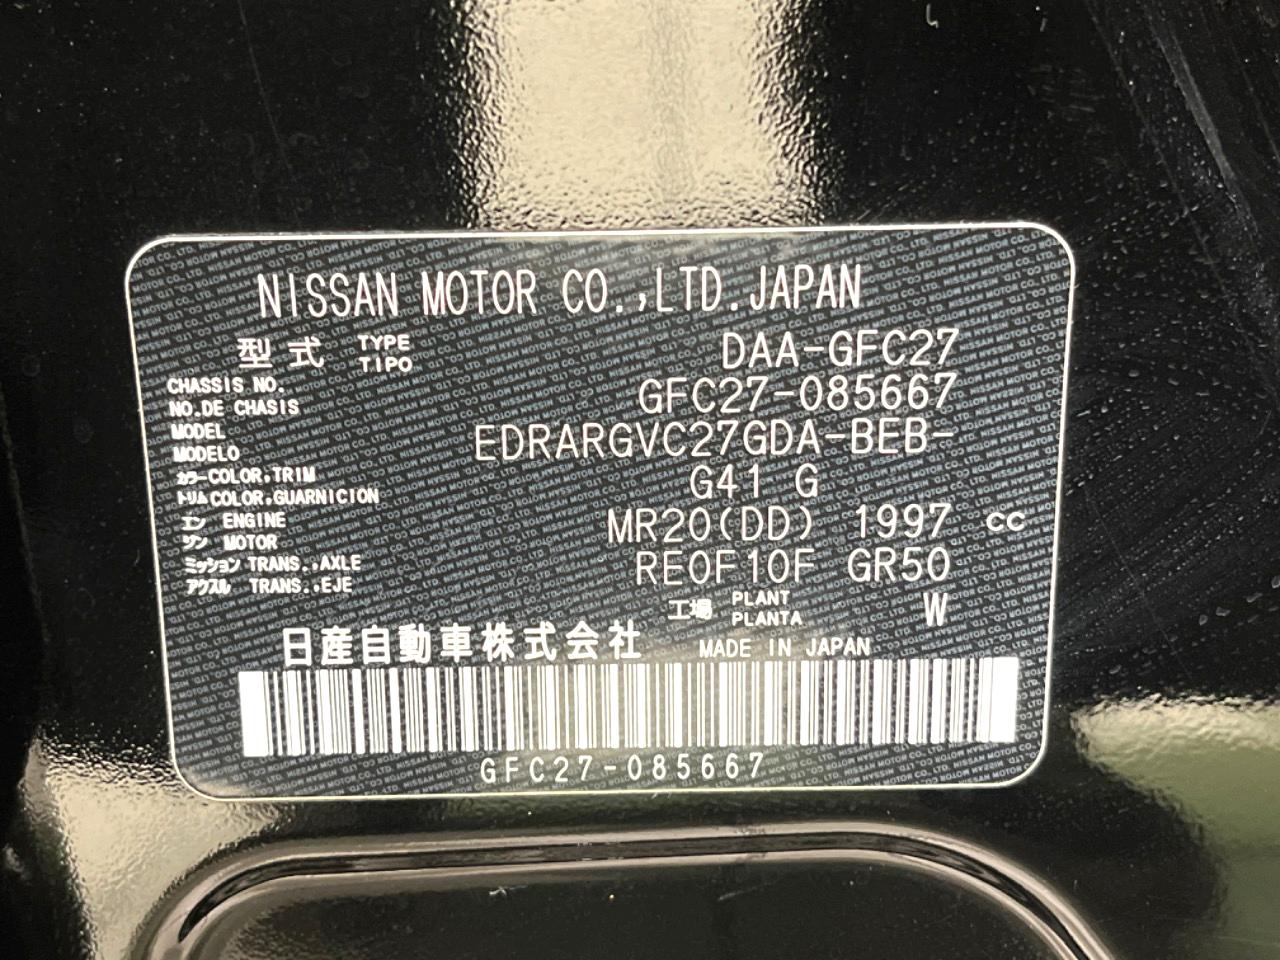 NISSAN MOTOR CO.,LTD.JAPAN
型式 TYPE TIPO DAA-GFC27
CHASSIS NO.
NO.DE CHASIS GFC27-085667
MODEL
MODELO EDRARGVC27GDA-BEB-
カラー COLOR,TRIM
トリム COLOR,GUARNICION G41 G
エン ENGINE
ジン MOTOR MR20(DD) 1997 cc
ミッション TRANS.,AXLE
アクスル TRANS.,EJE RE0F10F GR50
工場 PLANT PLANTA W
日産自動車株式会社 MADE IN JAPAN
GFC27-085667